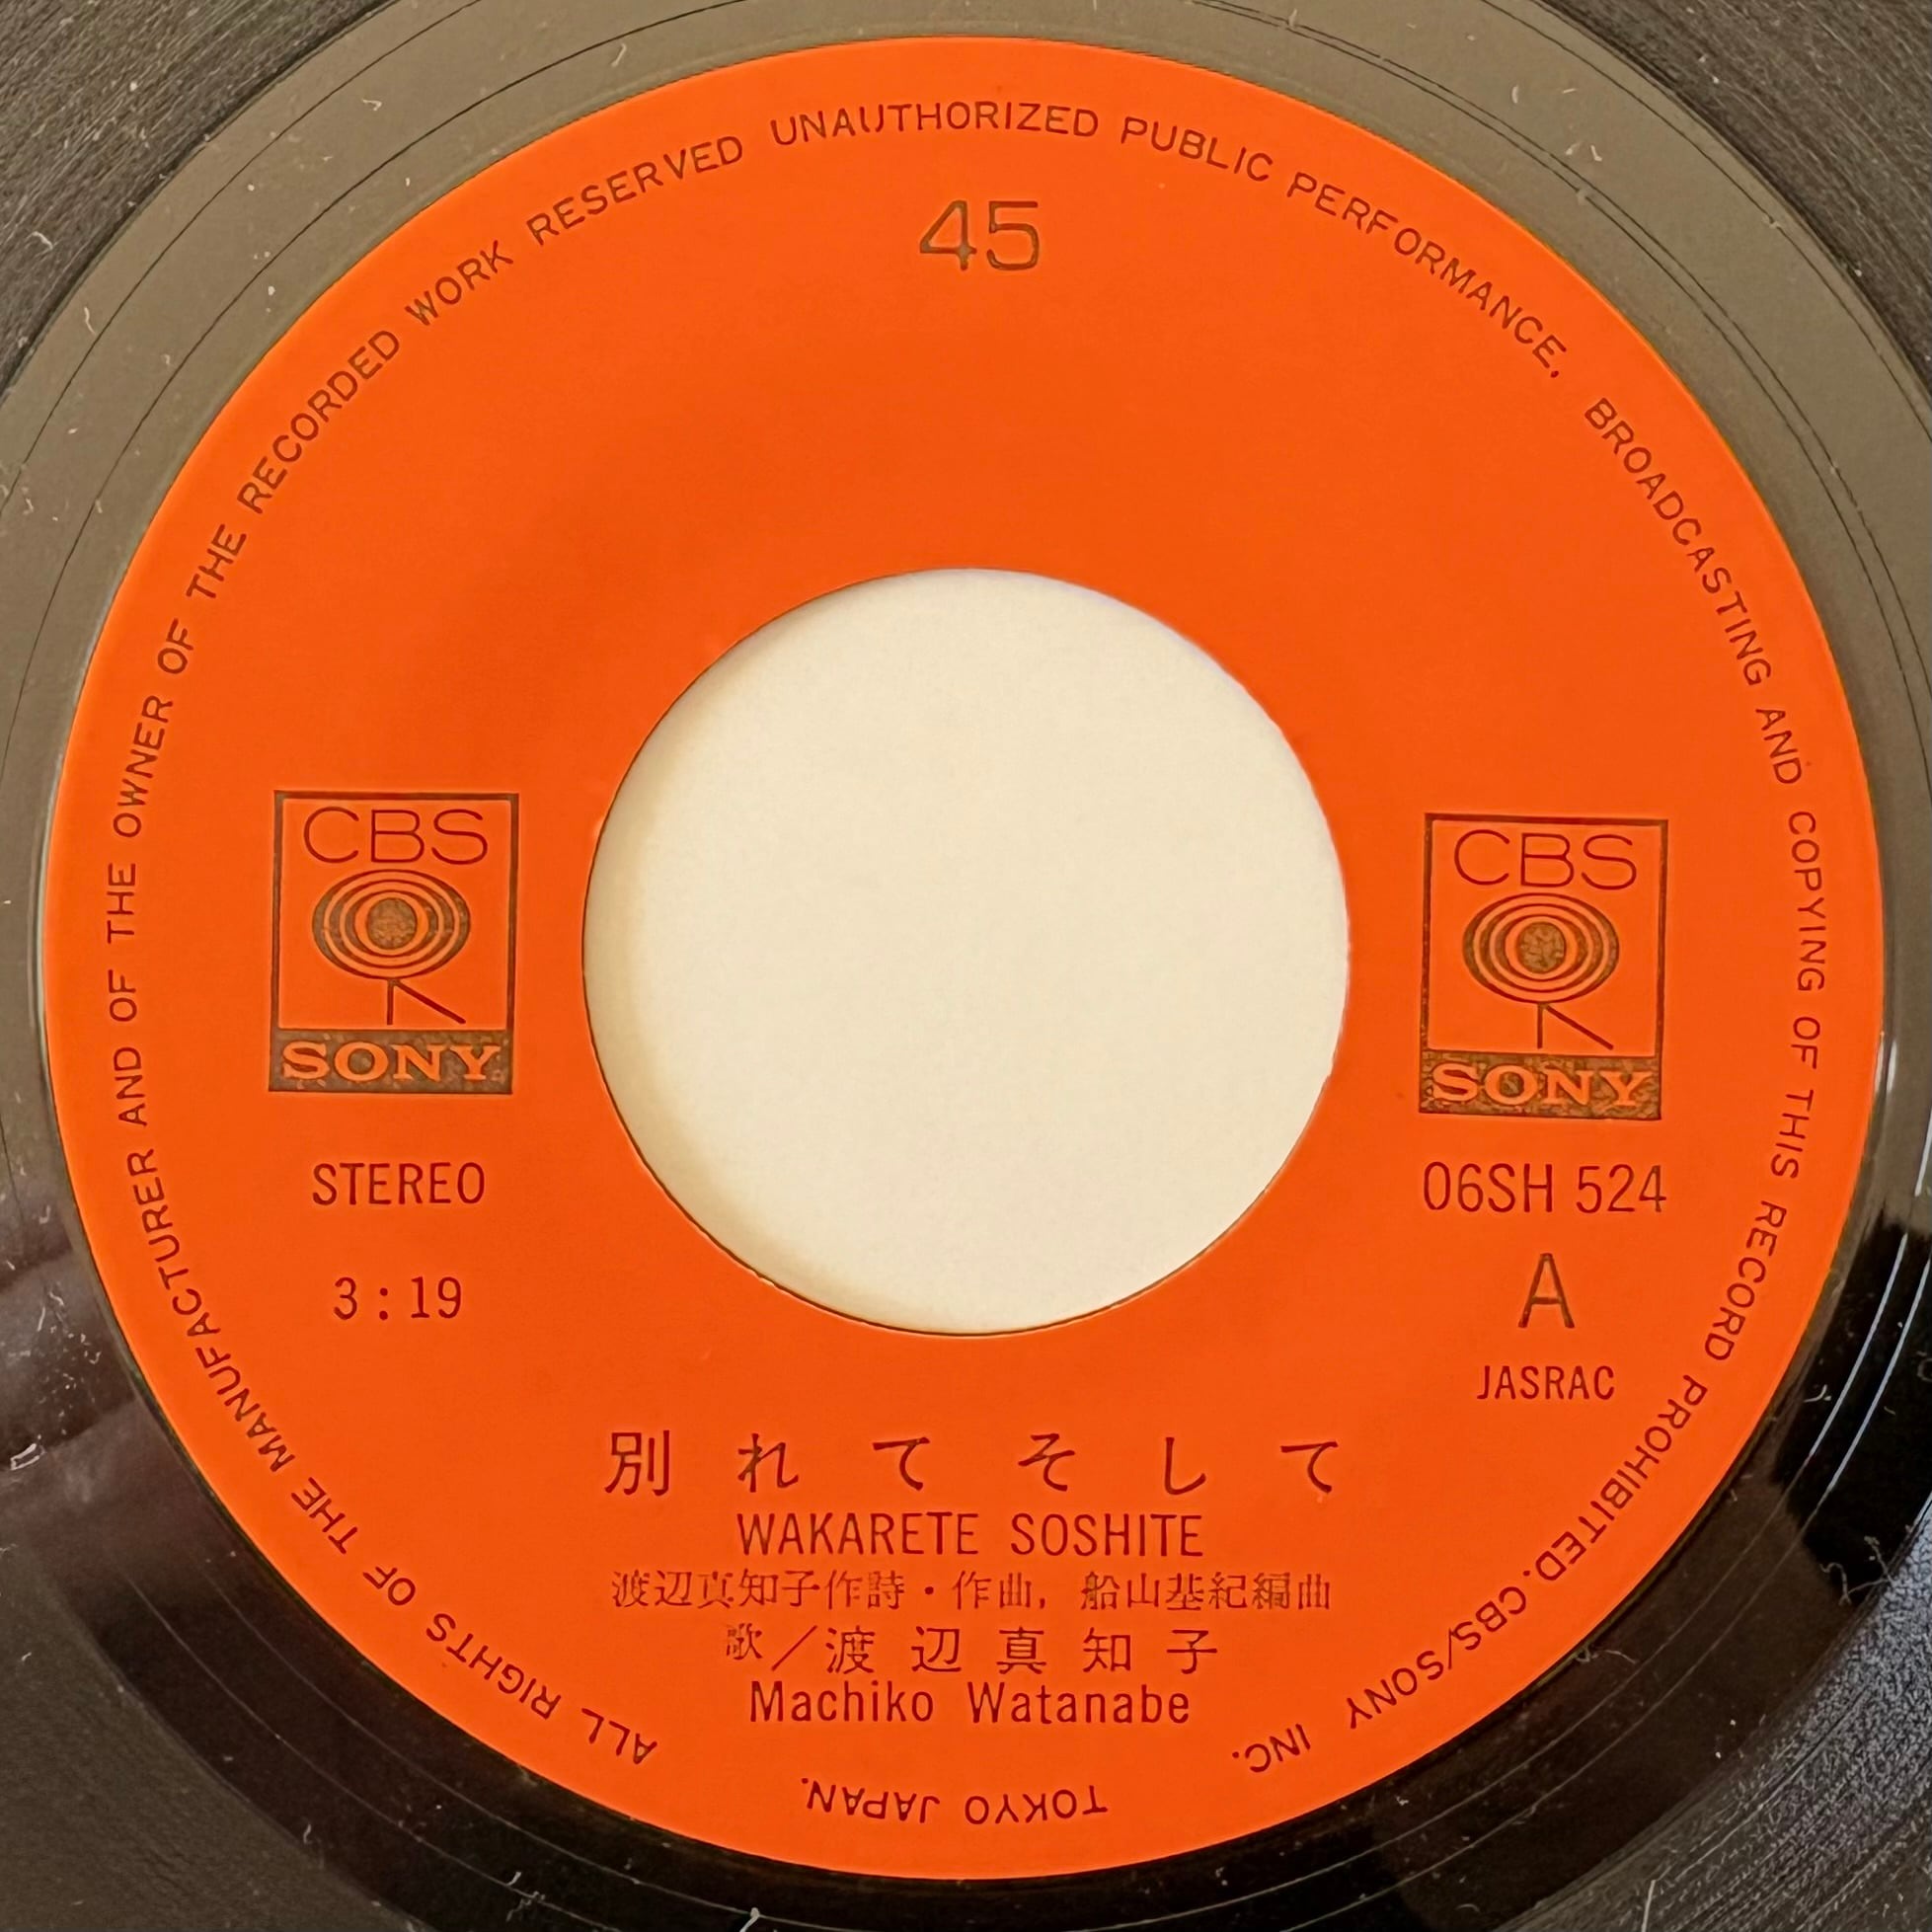 ALL RIGHTS OF THE MANUFACTURER AND OF THE OWNER OF THE RECORDED WORK RESERVED UNAUTHORIZED PUBLIC PERFORMANCE, BROADCASTING AND COPYING OF THIS RECORD PROHIBITED. CBS/SONY INC.
TOKYO JAPAN.
45
CBS
SONY
STEREO
3:19
CBS
SONY
06SH 524
A
JASRAC
別れてそして
WAKARETE SOSHITE
渡辺真知子作詩・作曲, 船山基紀編曲
歌/渡辺真知子
Machiko Watanabe